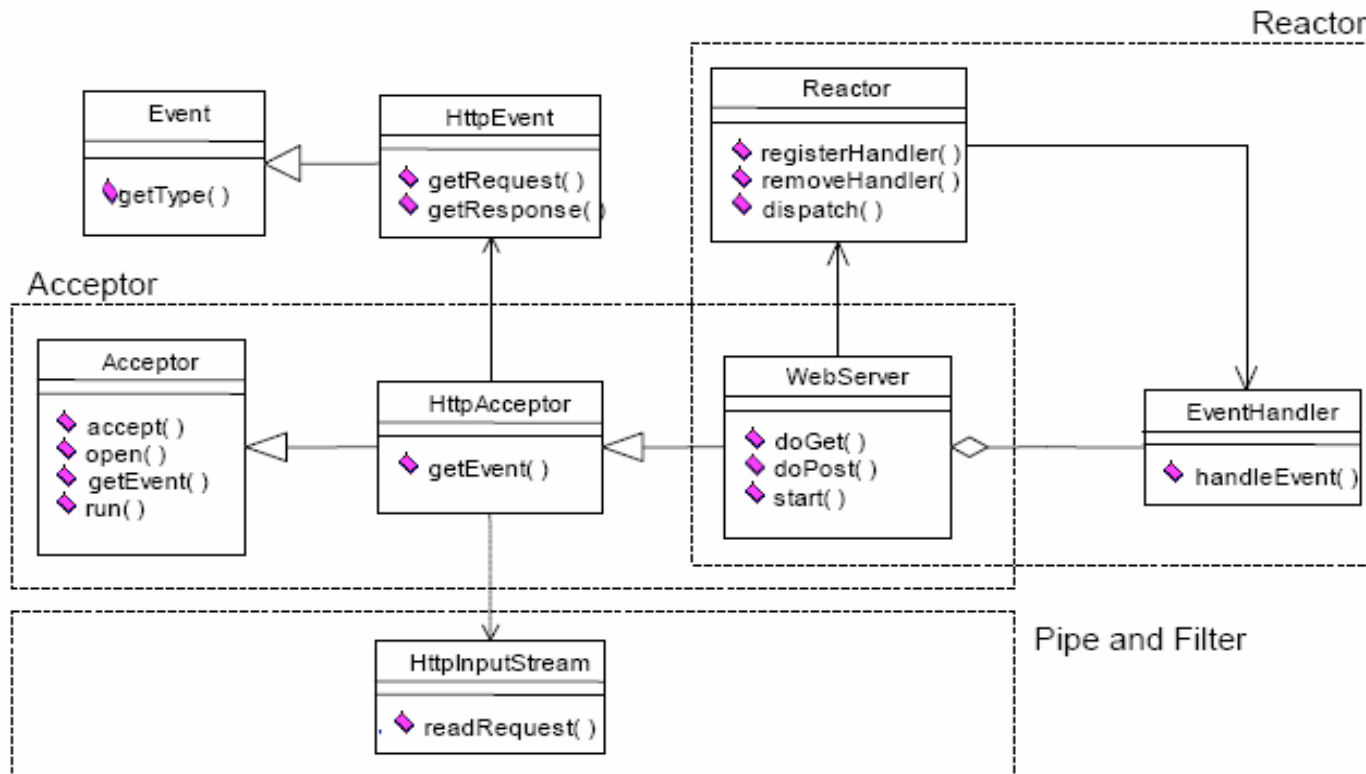 Reactor
Event
getType( )
HttpEvent
getRequest( )
getResponse( )
Reactor
registerHandler( )
removeHandler( )
dispatch( )
Acceptor
Acceptor
accept( )
open( )
getEvent( )
run( )
HttpAcceptor
getEvent( )
WebServer
doGet( )
doPost( )
start( )
EventHandler
handleEvent( )
Pipe and Filter
HttpInputStream
readRequest( )